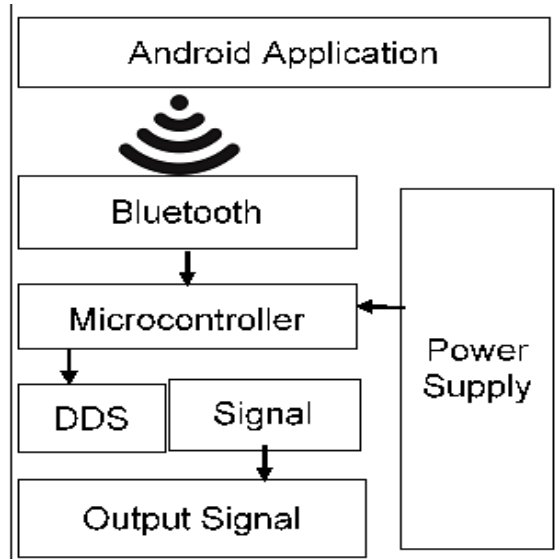 Android Application
Bluetooth
Microcontroller
Power
Supply
DDS
Signal
Output Signal